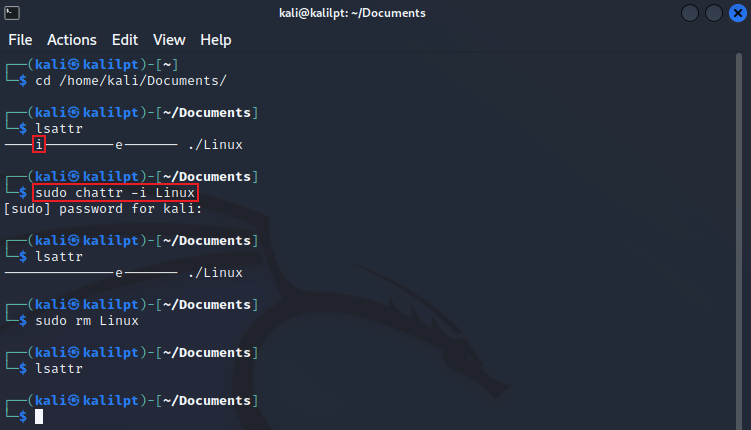 kali@kalilpt: ~/Documents
File Actions Edit View Help
┌──(kali㉿kalilpt)-[~]
└─$ cd /home/kali/Documents/
┌──(kali㉿kalilpt)-[~/Documents]
└─$ lsattr
----i---------e------- ./Linux
┌──(kali㉿kalilpt)-[~/Documents]
└─$ sudo chattr -i Linux
[sudo] password for kali:
┌──(kali㉿kalilpt)-[~/Documents]
└─$ lsattr
--------------e------- ./Linux
┌──(kali㉿kalilpt)-[~/Documents]
└─$ sudo rm Linux
┌──(kali㉿kalilpt)-[~/Documents]
└─$ lsattr
┌──(kali㉿kalilpt)-[~/Documents]
└─$